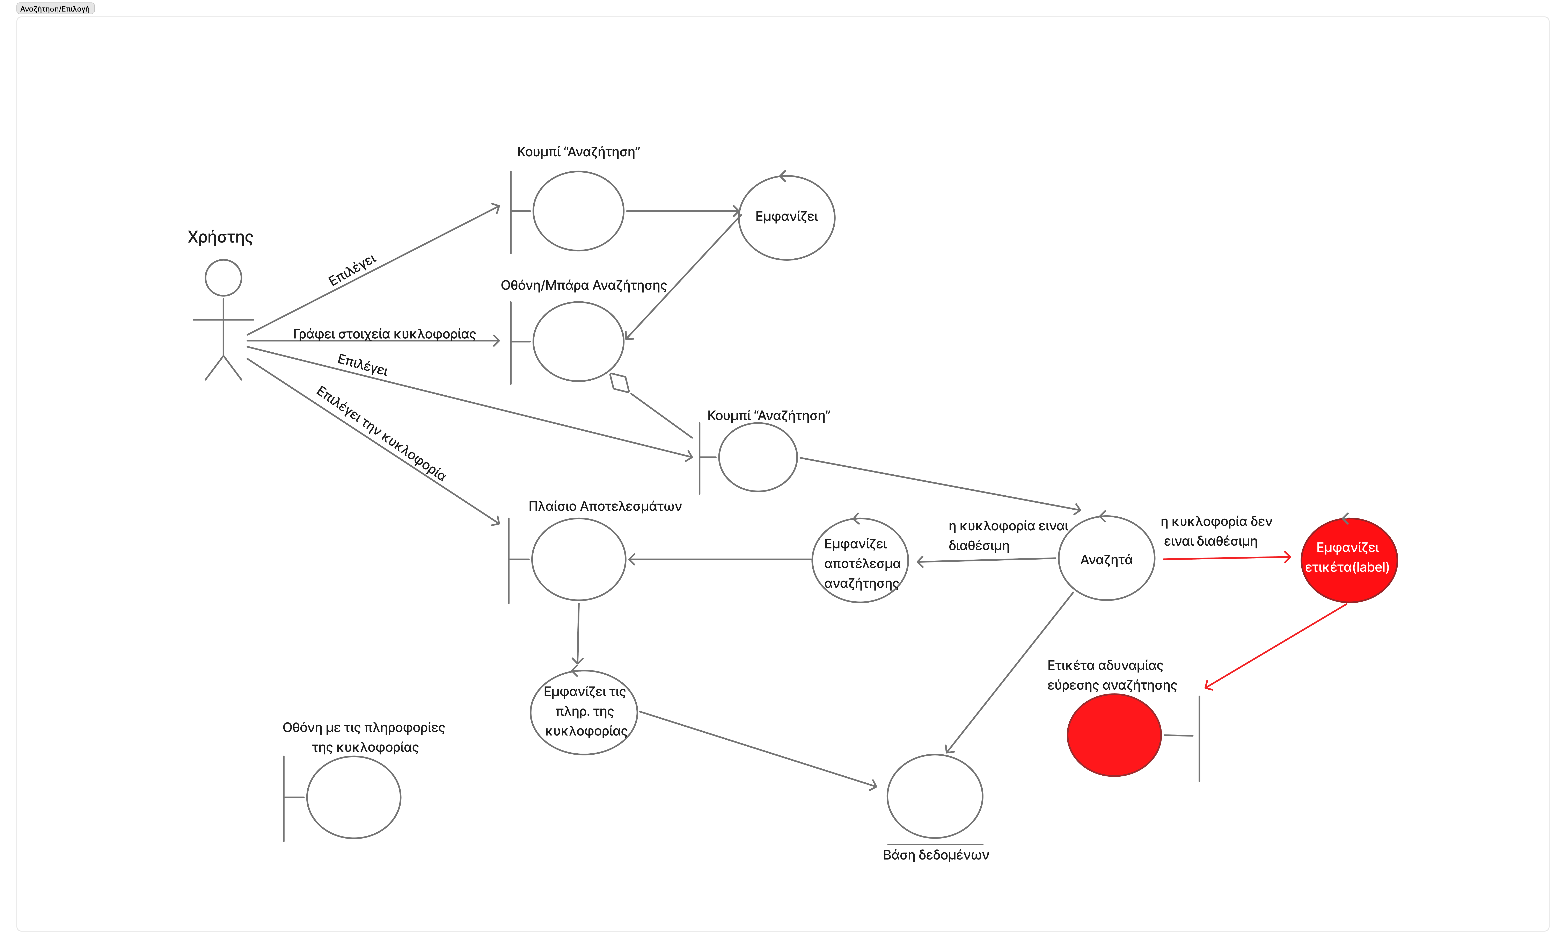 Αναζήτηση/Επιλογή
Κουμπί “Αναζήτηση”
Εμφανίζει
Χρήστης
Επιλέγει
Οθόνη/Μπάρα Αναζήτησης
Γράφει στοιχεία κυκλοφορίας
Επιλέγει
Επιλέγει την κυκλοφορία
Κουμπί “Αναζήτηση”
Πλαίσιο Αποτελεσμάτων
Εμφανίζει
αποτέλεσμα
αναζήτησης
η κυκλοφορία ειναι
διαθέσιμη
Αναζητά
η κυκλοφορία δεν
ειναι διαθέσιμη
Εμφανίζει
ετικέτα(label)
Ετικέτα αδυναμίας
εύρεσης αναζήτησης
Εμφανίζει τις
πληρ. της
κυκλοφορίας
Οθόνη με τις πληροφορίες
της κυκλοφορίας
Βάση δεδομένων